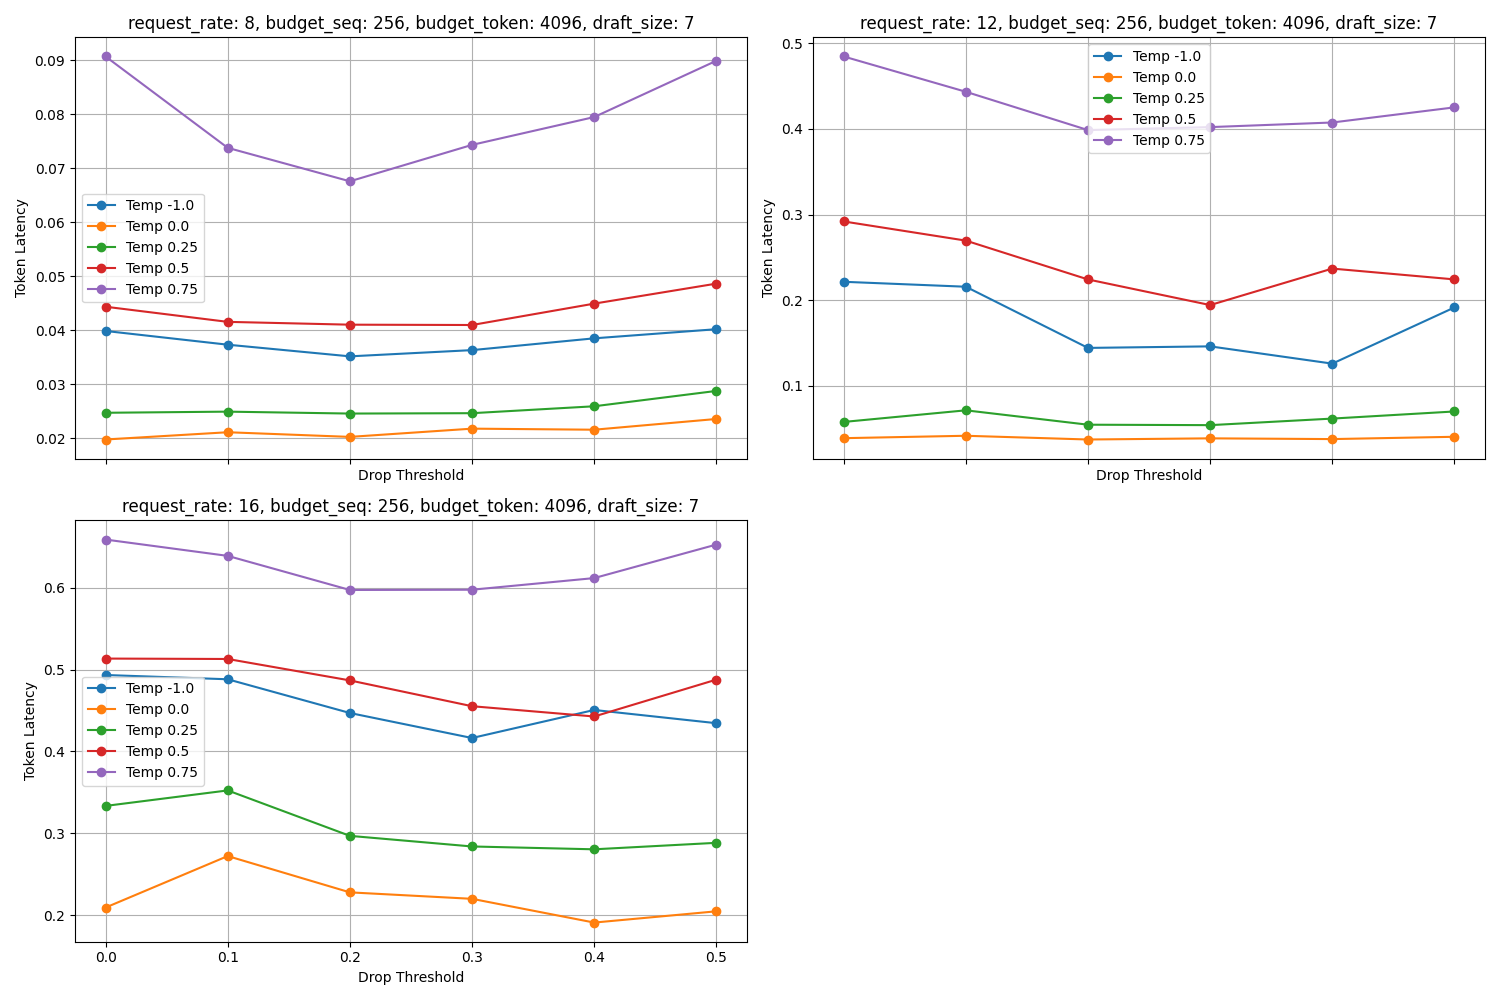 request_rate: 8, budget_seq: 256, budget_token: 4096, draft_size: 7
0.09
0.08
0.07
0.06
0.05
0.04
0.03
0.02
Token Latency
Temp -1.0
Temp 0.0
Temp 0.25
Temp 0.5
Temp 0.75
Drop Threshold
request_rate: 12, budget_seq: 256, budget_token: 4096, draft_size: 7
0.5
0.4
0.3
0.2
0.1
Token Latency
Temp -1.0
Temp 0.0
Temp 0.25
Temp 0.5
Temp 0.75
Drop Threshold
request_rate: 16, budget_seq: 256, budget_token: 4096, draft_size: 7
0.6
0.5
0.4
0.3
0.2
Token Latency
Temp -1.0
Temp 0.0
Temp 0.25
Temp 0.5
Temp 0.75
0.0 0.1 0.2 0.3 0.4 0.5
Drop Threshold